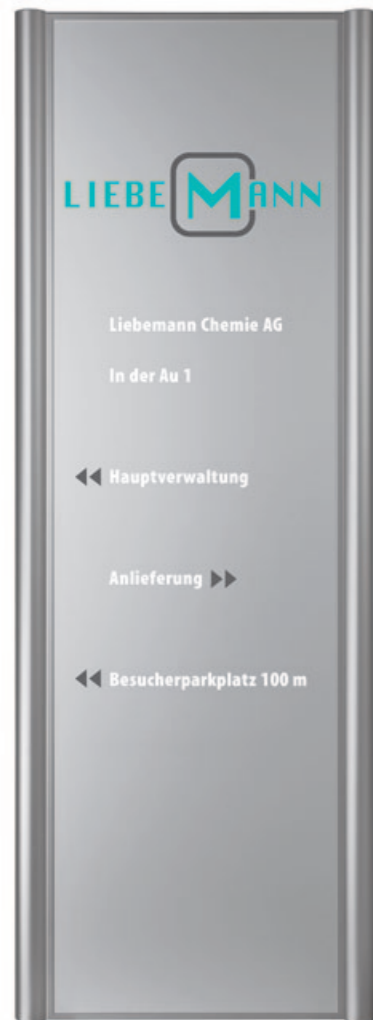 LIEBEMANN
Liebemann Chemie AG
In der Au 1
◀◀ Hauptverwaltung
Anlieferung ▶▶
◀◀ Besucherparkplatz 100 m